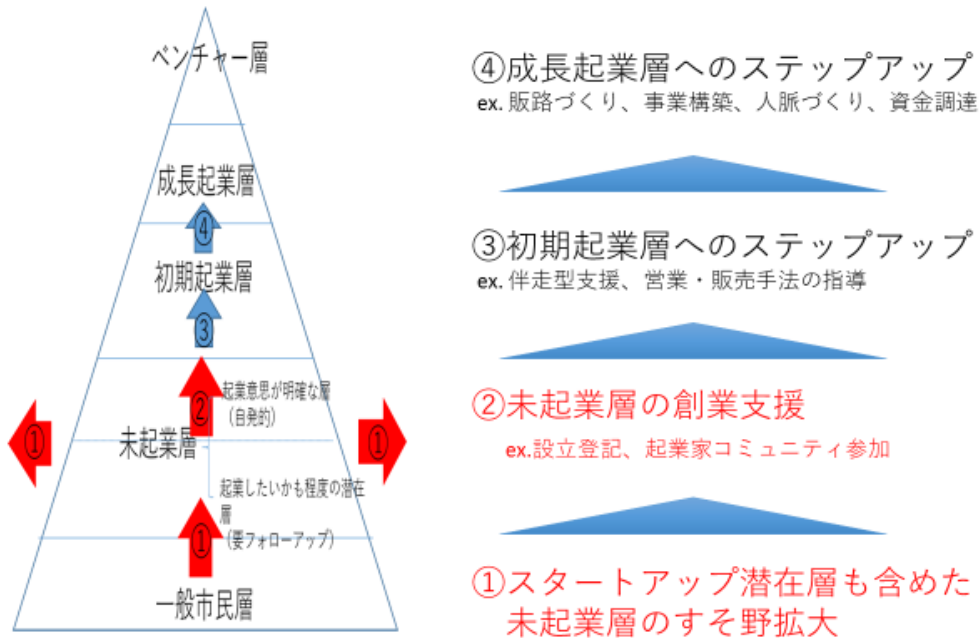 ベンチャー層
成長起業層
④
初期起業層
③
起業意思が明確な層
（自発的）
②
①
未起業層
①
起業したいかも程度の潜在
層
（要フォローアップ）
①
一般市民層
④成長起業層へのステップアップ
ex. 販路づくり、事業構築、人脈づくり、資金調達
③初期起業層へのステップアップ
ex. 伴走型支援、営業・販売手法の指導
②未起業層の創業支援
ex.設立登記、起業家コミュニティ参加
①スタートアップ潜在層も含めた
未起業層のすそ野拡大